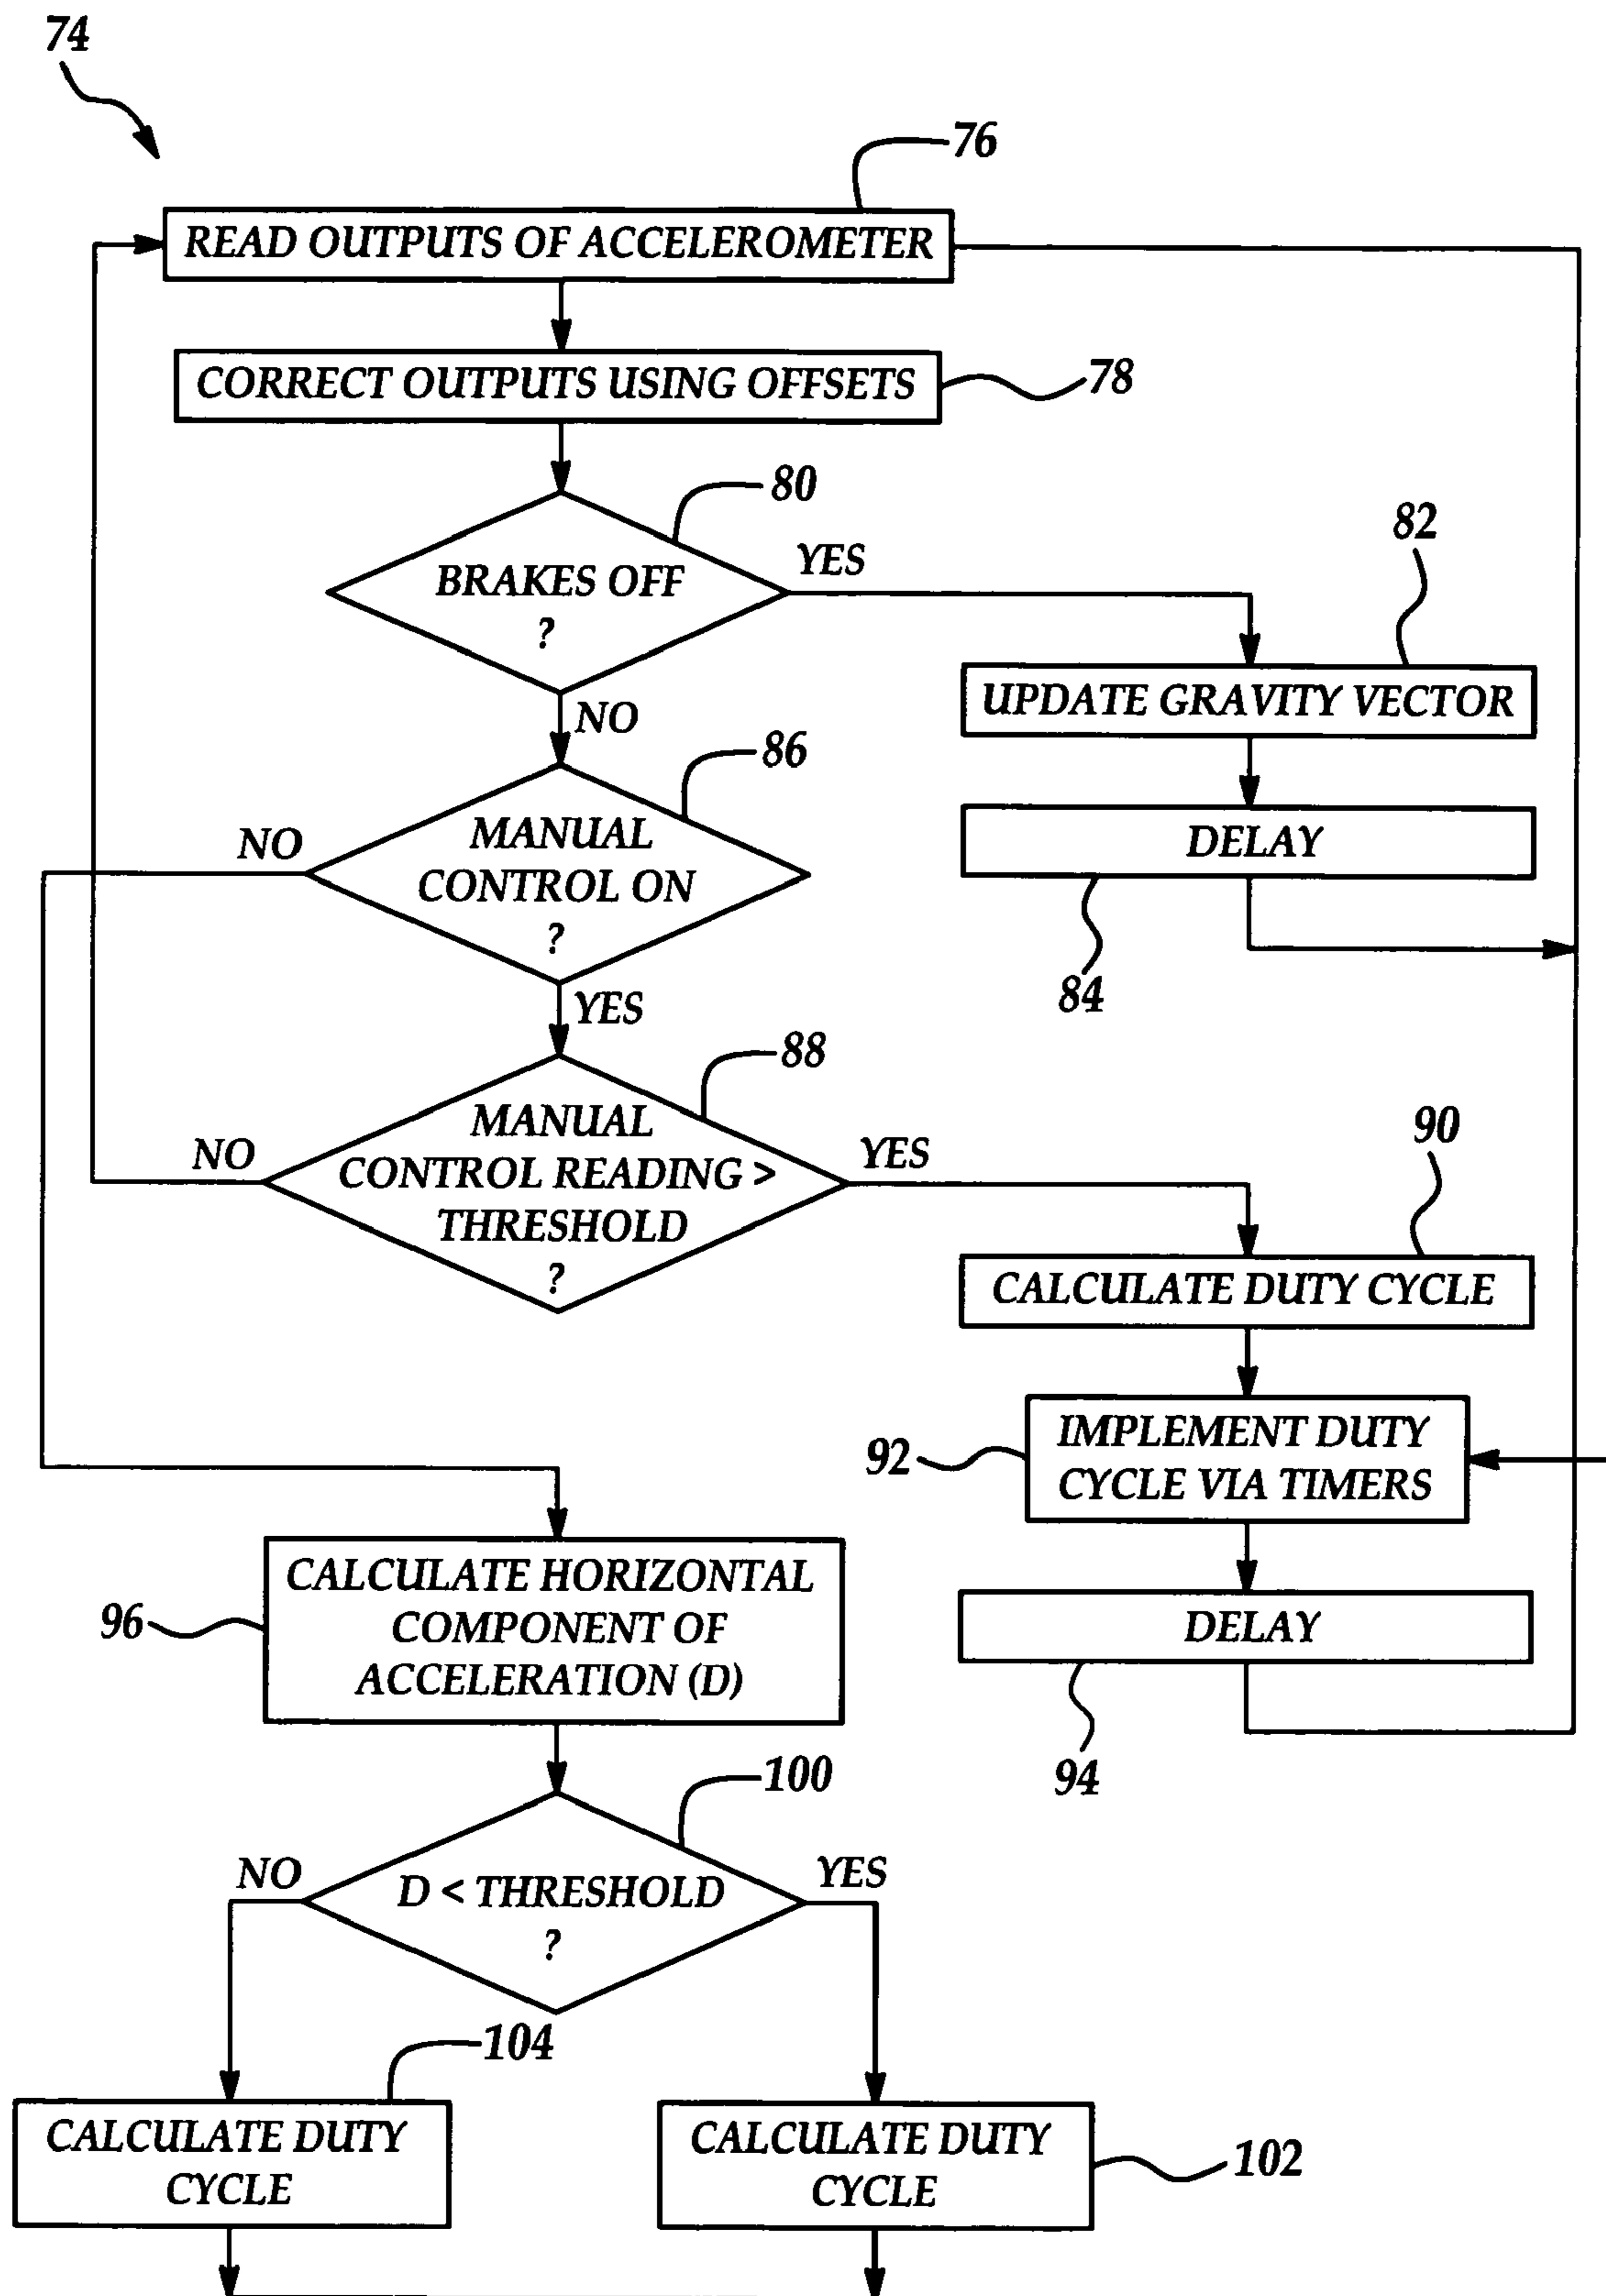 74
76
READ OUTPUTS OF ACCELEROMETER
CORRECT OUTPUTS USING OFFSETS
78
80
BRAKES OFF
?
YES
82
UPDATE GRAVITY VECTOR
NO
86
MANUAL
CONTROL ON
?
NO
DELAY
84
YES
88
MANUAL
CONTROL READING >
THRESHOLD
?
NO
YES
90
CALCULATE DUTY CYCLE
92
IMPLEMENT DUTY
CYCLE VIA TIMERS
96
CALCULATE HORIZONTAL
COMPONENT OF
ACCELERATION (D)
DELAY
94
100
NO
D < THRESHOLD
?
YES
104
CALCULATE DUTY
CYCLE
CALCULATE DUTY
CYCLE
102